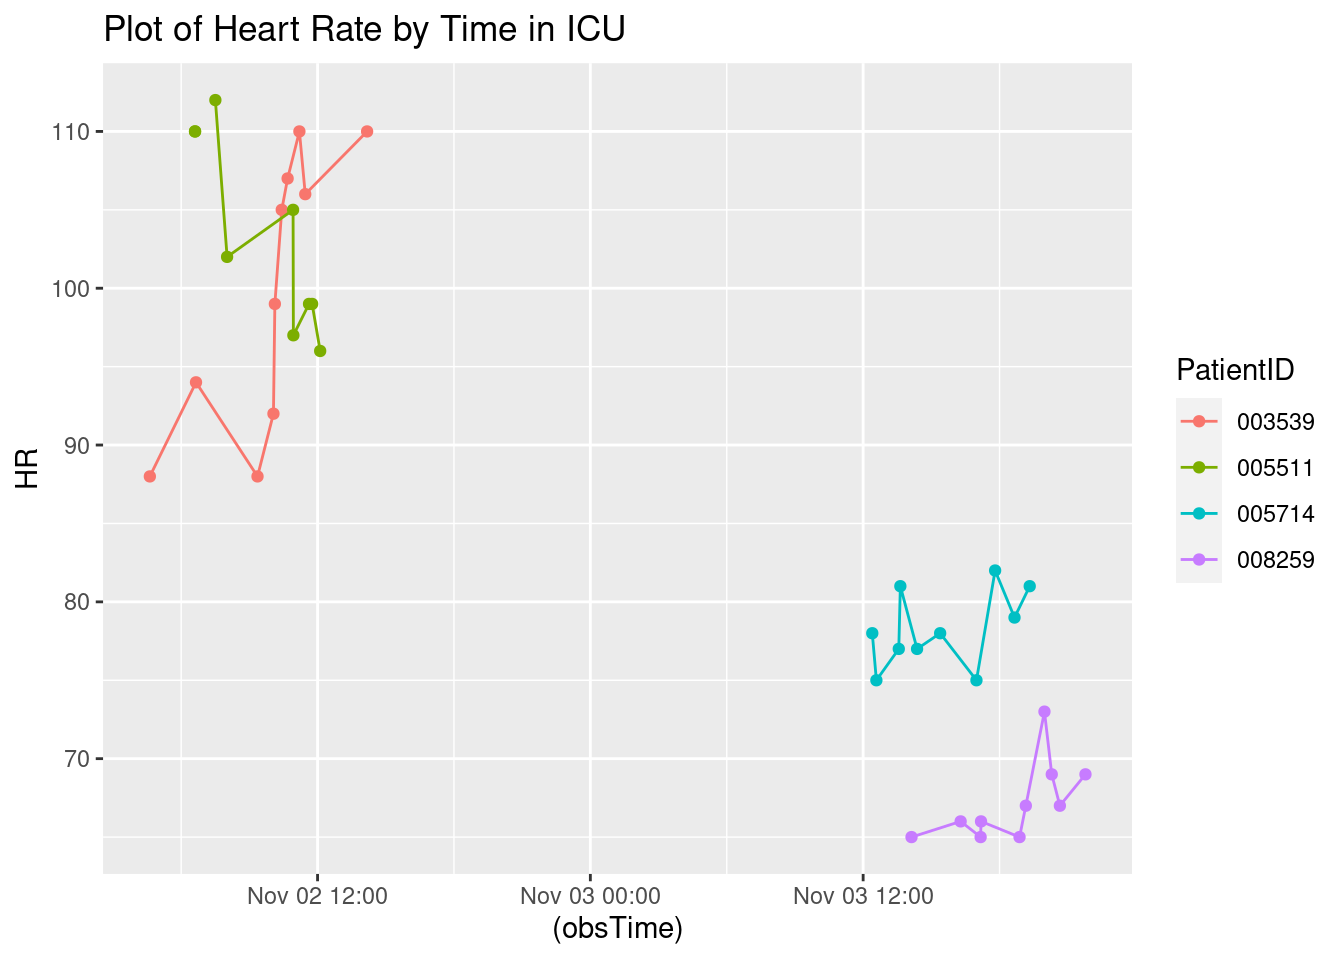 Plot of Heart Rate by Time in ICU
110
100
90
80
70
HR
Nov 02 12:00
Nov 03 00:00
Nov 03 12:00
(obsTime)
PatientID
003539
005511
005714
008259